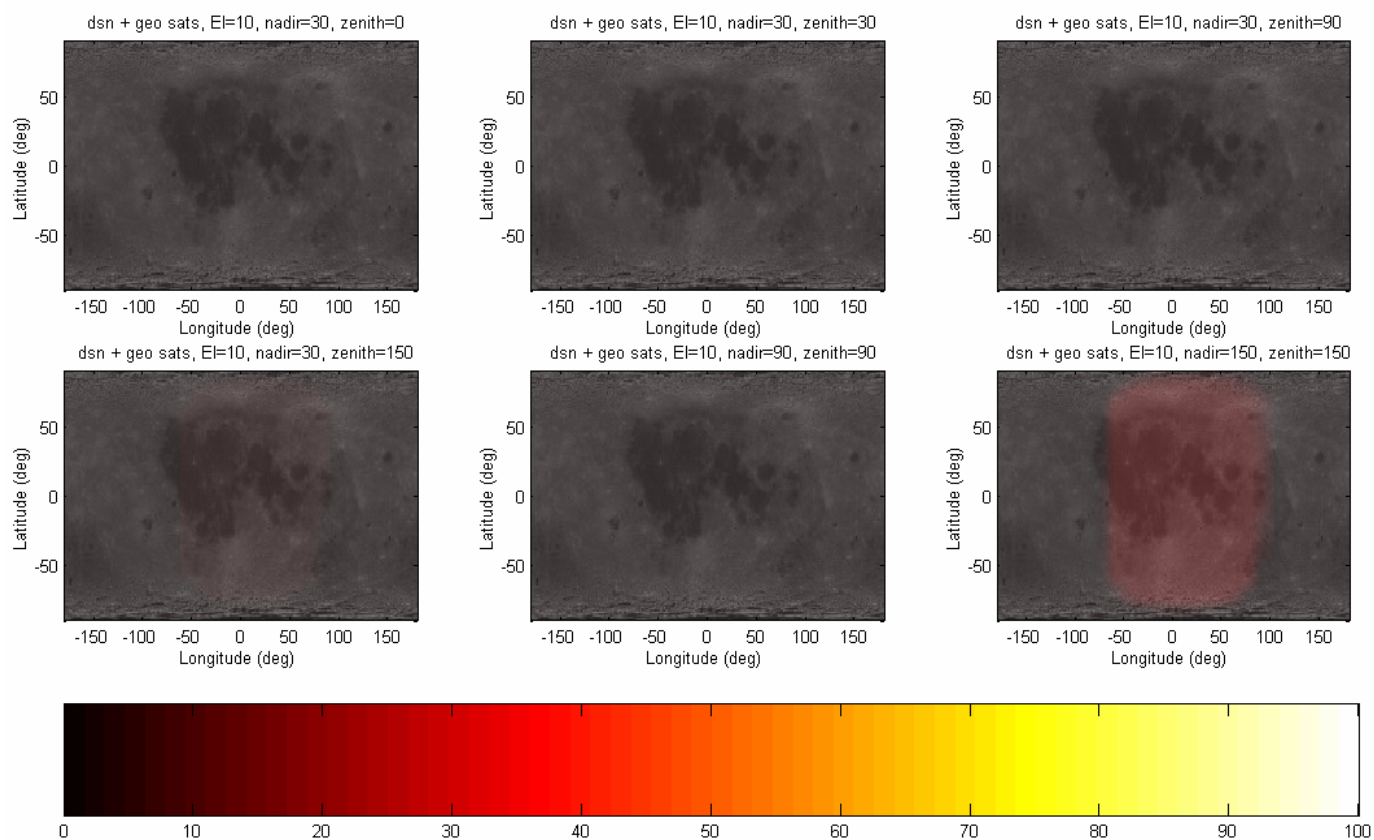 dsn + geo sats, El=10, nadir=30, zenith=0
dsn + geo sats, El=10, nadir=30, zenith=30
dsn + geo sats, El=10, nadir=30, zenith=90
50
0
-50
Latitude (deg)
-150 -100 -50 0 50 100 150
Longitude (deg)
50
0
-50
Latitude (deg)
-150 -100 -50 0 50 100 150
Longitude (deg)
50
0
-50
Latitude (deg)
-150 -100 -50 0 50 100 150
Longitude (deg)
dsn + geo sats, El=10, nadir=30, zenith=150
dsn + geo sats, El=10, nadir=90, zenith=90
dsn + geo sats, El=10, nadir=150, zenith=150
50
0
-50
Latitude (deg)
-150 -100 -50 0 50 100 150
Longitude (deg)
50
0
-50
Latitude (deg)
-150 -100 -50 0 50 100 150
Longitude (deg)
50
0
-50
Latitude (deg)
-150 -100 -50 0 50 100 150
Longitude (deg)
0 10 20 30 40 50 60 70 80 90 100